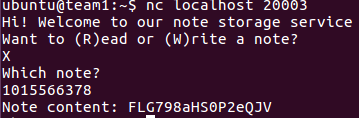 ubuntu@team1:~$ nc localhost 20003
Hi! Welcome to our note storage service
Want to (R)ead or (W)rite a note?
X
Which note?
1015566378
Note content: FLG798aHS0P2eQJV